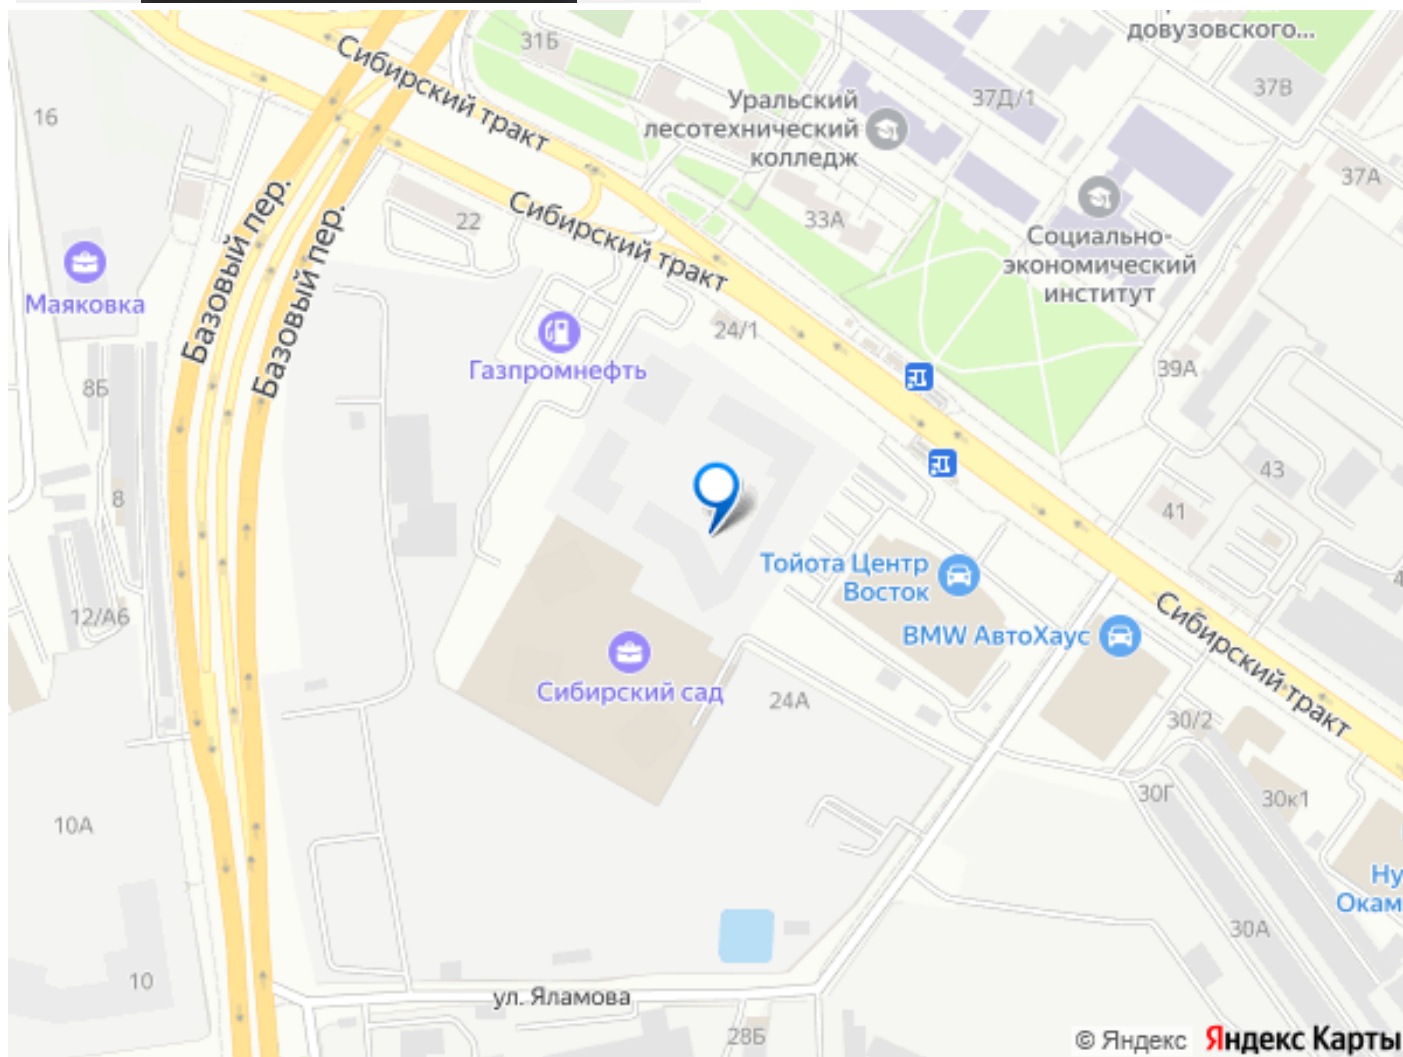 довузовского...
Сибирский тракт
31Б
37В
16
Уральский
лесотехнический
колледж
37Д/1
37А
Базовый пер.
Базовый пер.
22
Сибирский тракт
33А
Социально-
экономический
институт
Маяковка
24/1
Газпромнефть
39А
8Б
8
43
41
Тойота Центр
Восток
12/А6
BMW АвтоХаус
Сибирский тракт
Сибирский сад
24А
30/2
30Г
30к1
10А
Ну
Окам
30А
10
ул. Яламова
28Б
© Яндекс Яндекс Карты